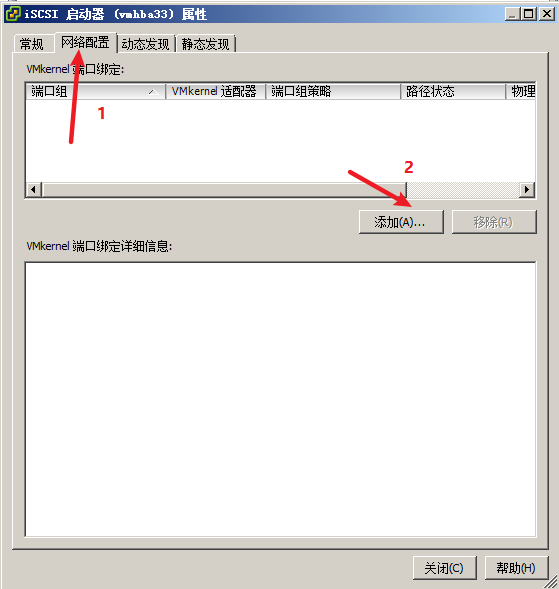 iSCSI 启动器 (vmhba33) 属性
常规 网络配置 动态发现 静态发现
VMkernel 端口绑定:
端口组 VMkernel 适配器 端口组策略 路径状态 物理
1
2
添加(A)... 移除(R)
VMkernel 端口绑定详细信息:
关闭(C) 帮助(H)